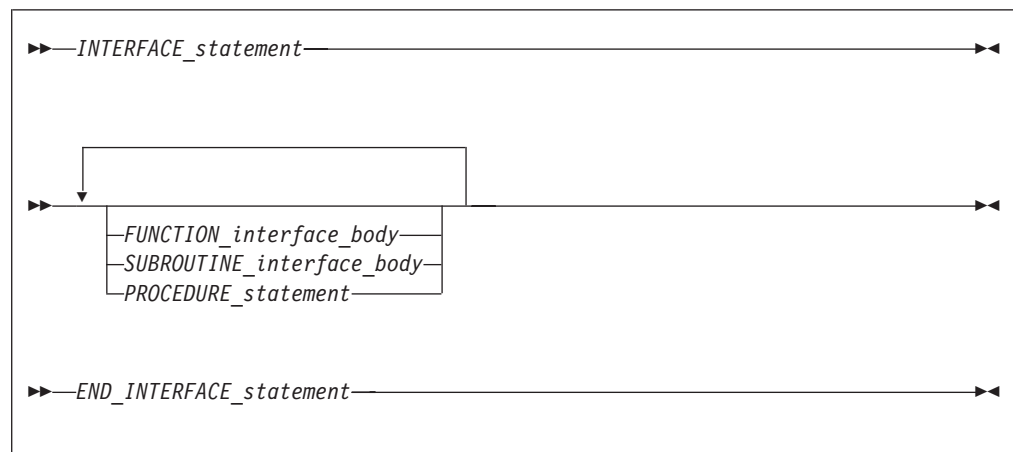 INTERFACE_statement
FUNCTION_interface_body
SUBROUTINE_interface_body
PROCEDURE_statement
END_INTERFACE_statement